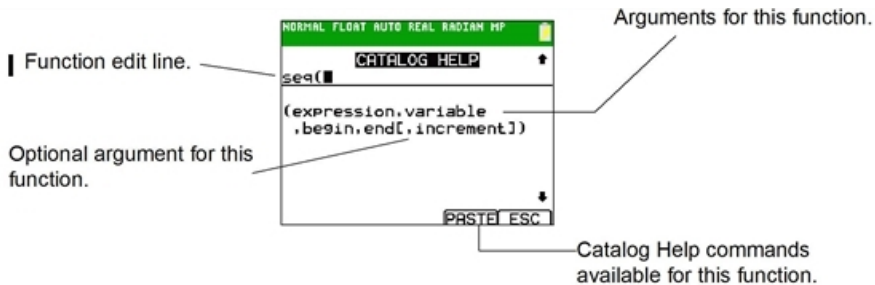 Arguments for this function.
NORMAL FLOAT AUTO REAL RADIAN MP
Function edit line.
CATALOG HELP
seq(
(expression,variable
,begin,end[,increment])
Optional argument for this
function.
PASTE ESC
Catalog Help commands
available for this function.